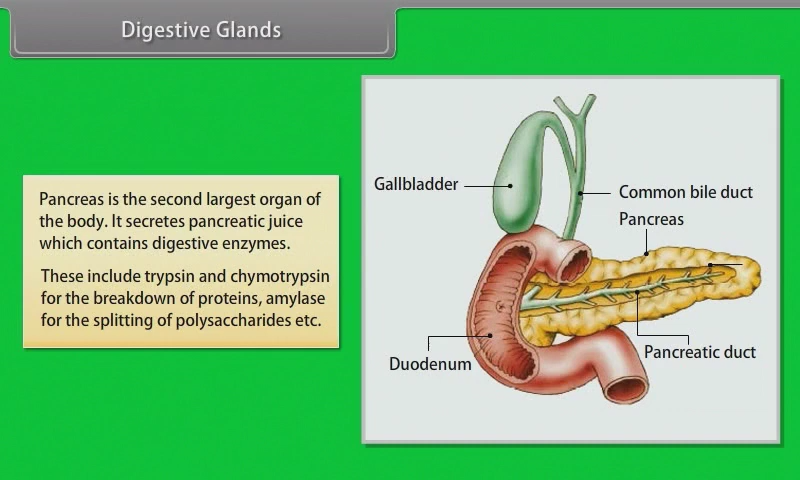 Digestive Glands
Pancreas is the second largest organ of
the body. It secretes pancreatic juice
which contains digestive enzymes.
These include trypsin and chymotrypsin
for the breakdown of proteins, amylase
for the splitting of polysaccharides etc.
Gallbladder
Common bile duct
Pancreas
Pancreatic duct
Duodenum